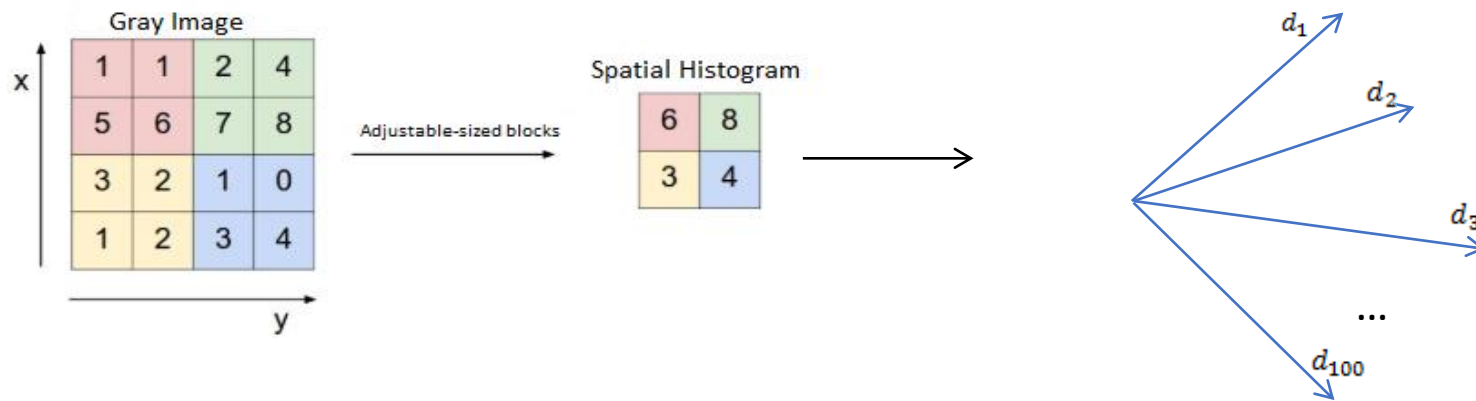 Gray Image
x
1 1 2 4
5 6 7 8
3 2 1 0
1 2 3 4
y
Adjustable-sized blocks
Spatial Histogram
6 8
3 4
d₁
d₂
d₃
...
d₁₀₀